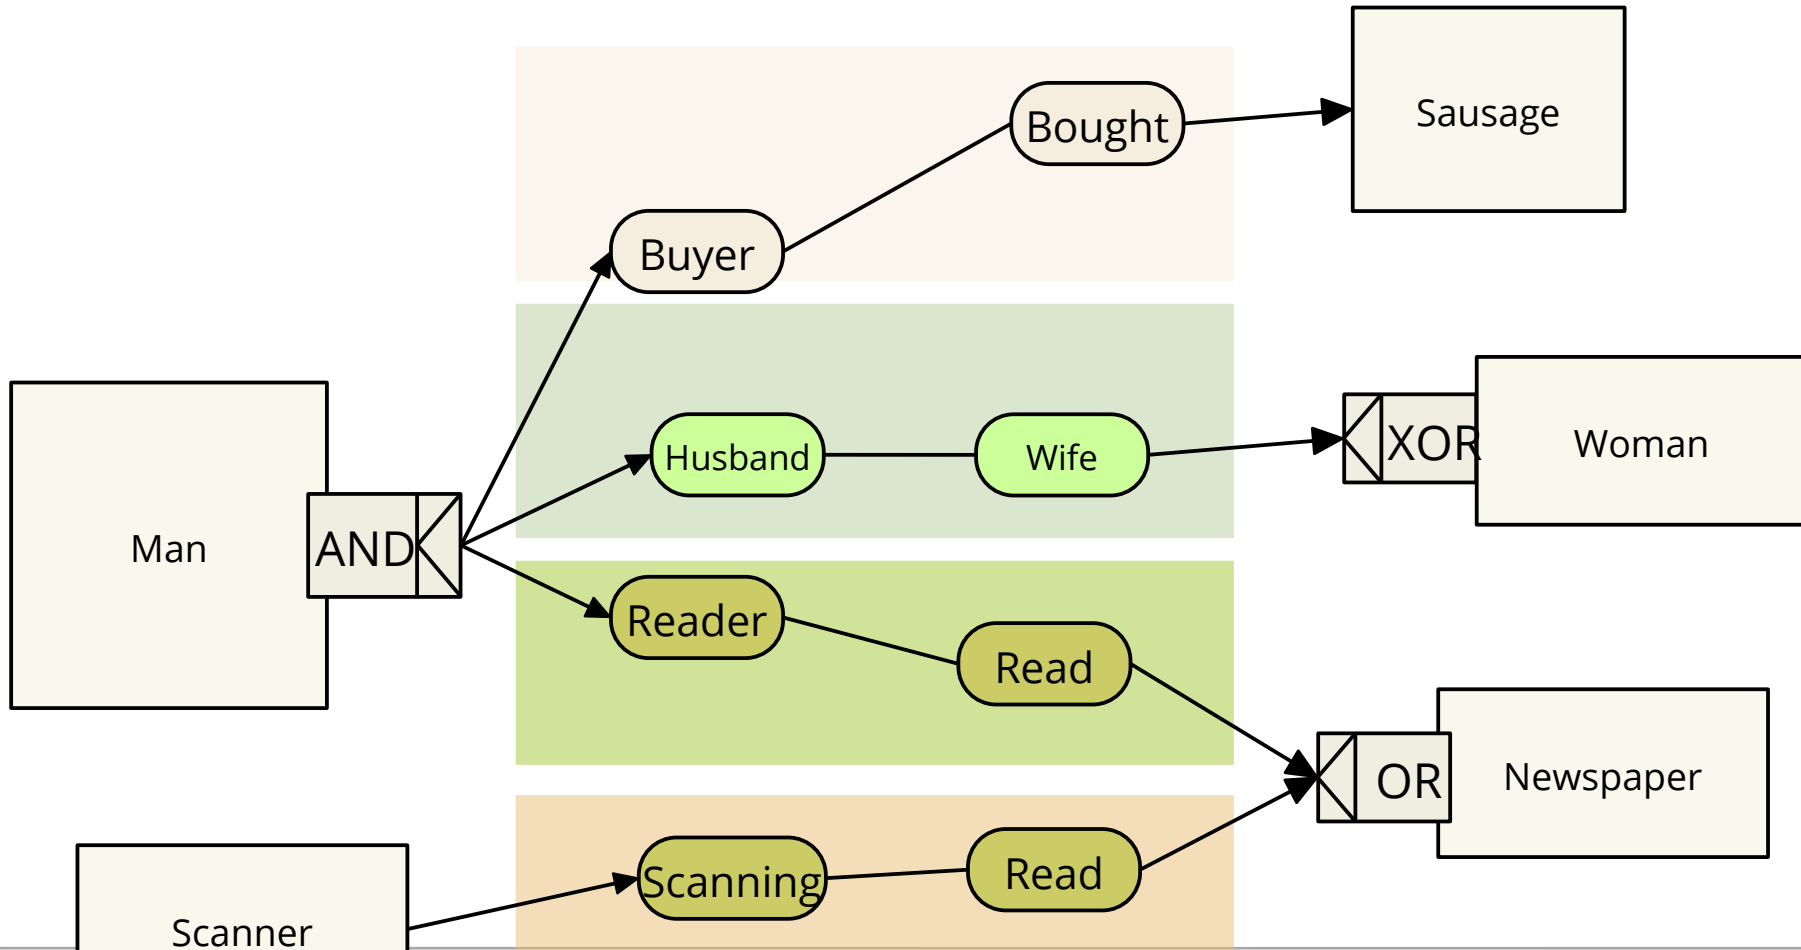 Sausage
Bought
Buyer
Husband
Wife
XOR
Woman
Man
AND
Reader
Read
OR
Newspaper
Scanning
Read
Scanner